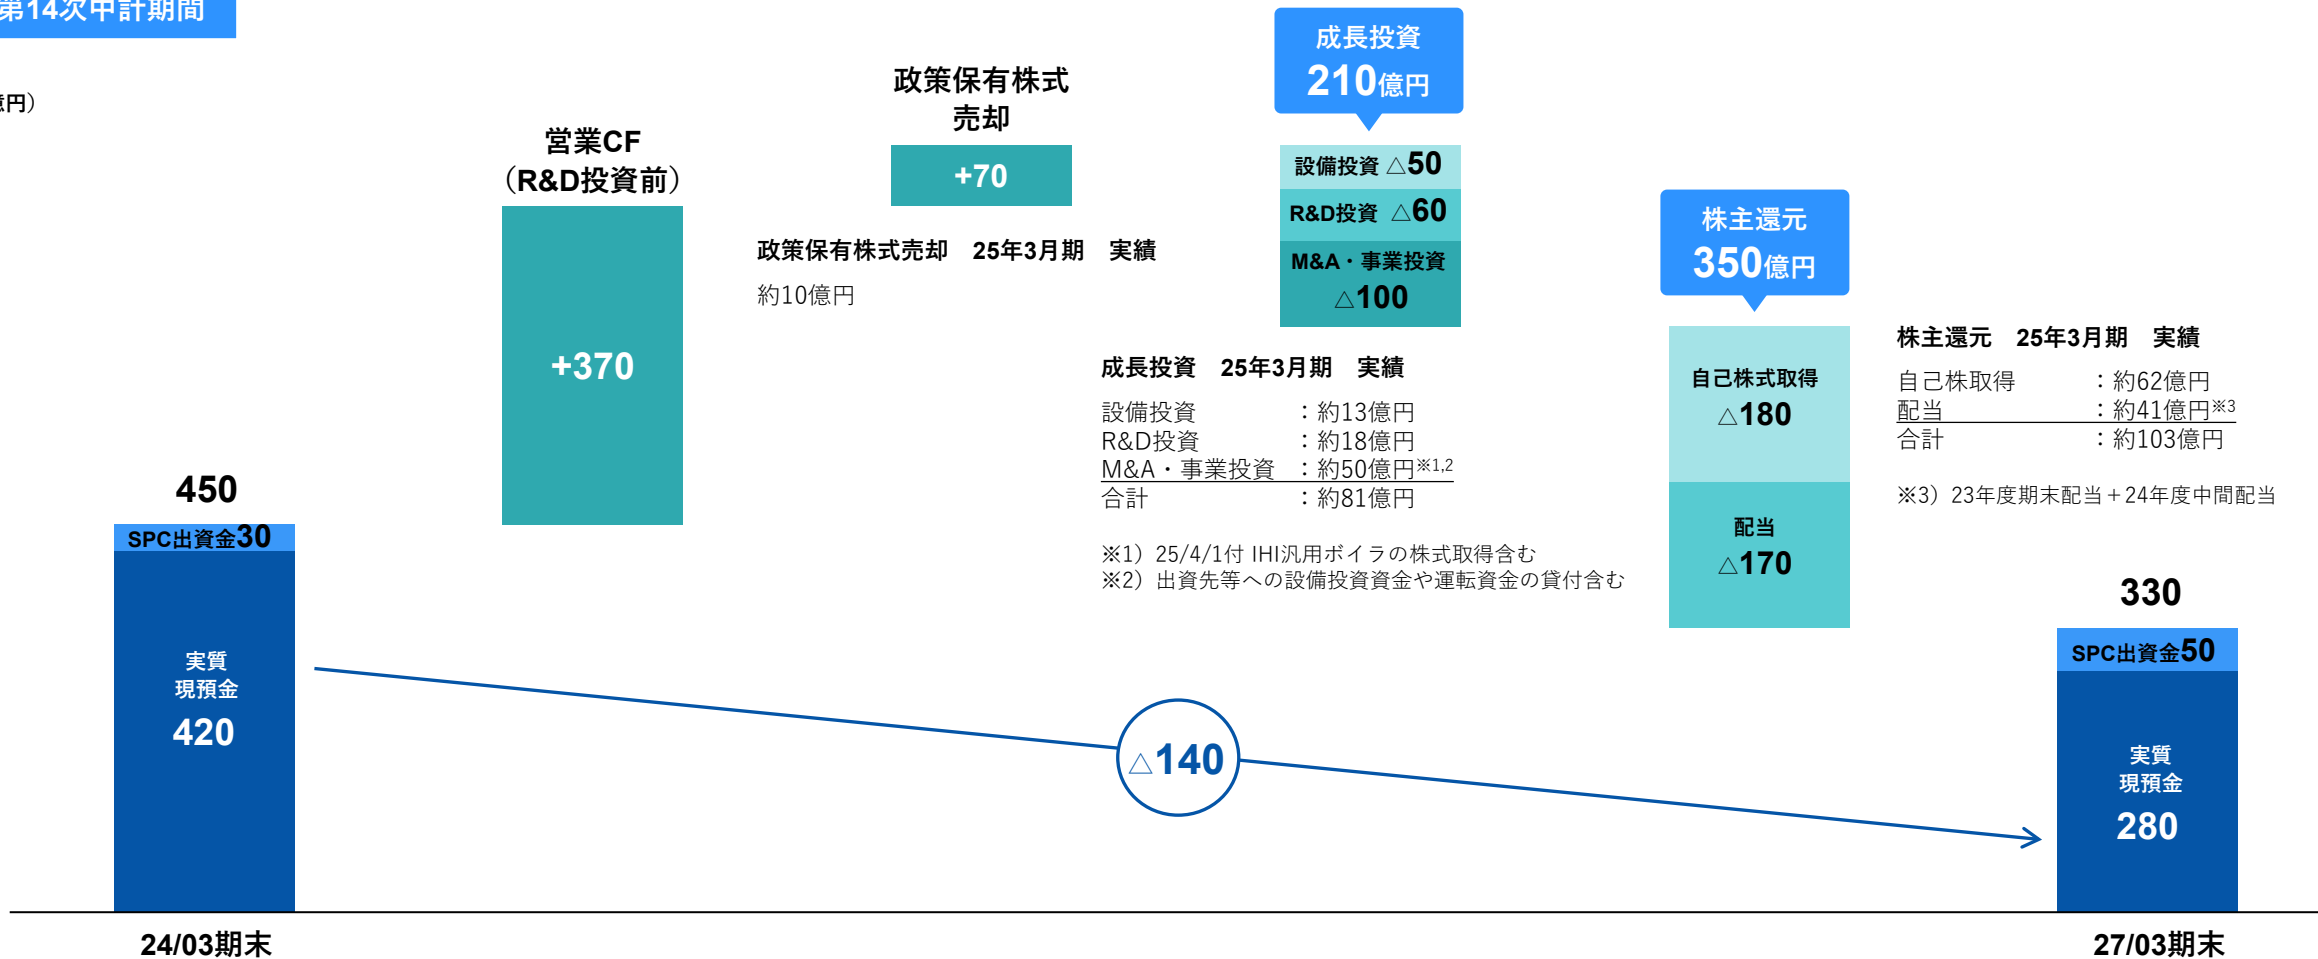 第14次中計期間
億円）
営業CF
（R&D投資前）
+370
政策保有株式
売却
+70
政策保有株式売却　25年3月期　実績
約10億円
成長投資
210億円
設備投資 △50
R&D投資 △60
M&A・事業投資
△100
成長投資　25年3月期　実績
設備投資　：約13億円
R&D投資　：約18億円
M&A・事業投資　：約50億円※1,2
合計　：約81億円
※1）25/4/1付 IHI汎用ボイラの株式取得含む
※2）出資先等への設備投資資金や運転資金の貸付含む
株主還元
350億円
自己株式取得
△180
配当
△170
株主還元　25年3月期　実績
自己株取得　：約62億円
配当　：約41億円※3
合計　：約103億円
※3）23年度期末配当＋24年度中間配当
450
SPC出資金30
実質
現預金
420
△140
330
SPC出資金50
実質
現預金
280
24/03期末
27/03期末